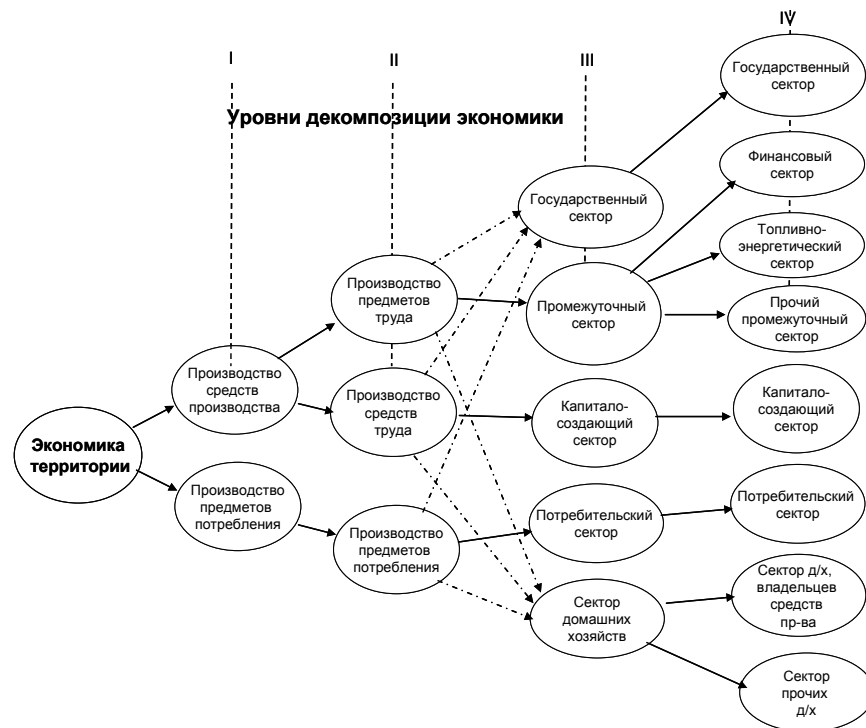 I
II
III
IV
Уровни декомпозиции экономики
Экономика
территории
Производство
средств
производства
Производство
предметов
потребления
Производство
предметов
труда
Производство
средств
труда
Производство
предметов
потребления
Государственный
сектор
Промежуточный
сектор
Капитало-
создающий
сектор
Потребительский
сектор
Сектор
домашних
хозяйств
Государственный
сектор
Финансовый
сектор
Топливно-
энергетический
сектор
Прочий
промежуточный
сектор
Капитало-
создающий
сектор
Потребительский
сектор
Сектор д/х,
владельцев
средств
пр-ва
Сектор
прочих
д/х